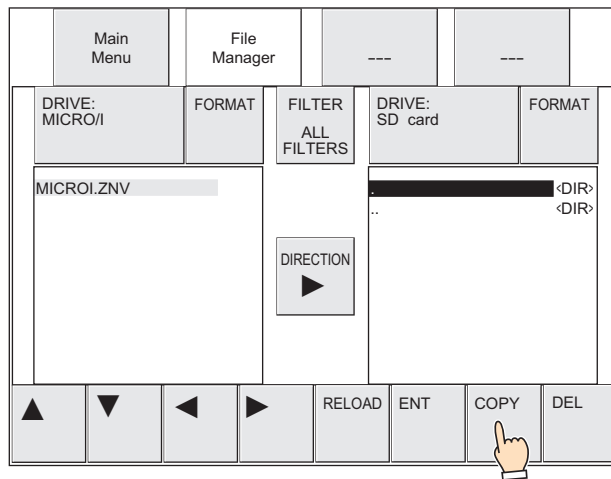 Main
Menu
File
Manager
---
---
DRIVE:
MICRO/I
FORMAT
FILTER
ALL
FILTERS
DRIVE:
SD card
FORMAT
MICROI.ZNV
. <DIR>
.. <DIR>
DIRECTION
RELOAD
ENT
COPY
DEL